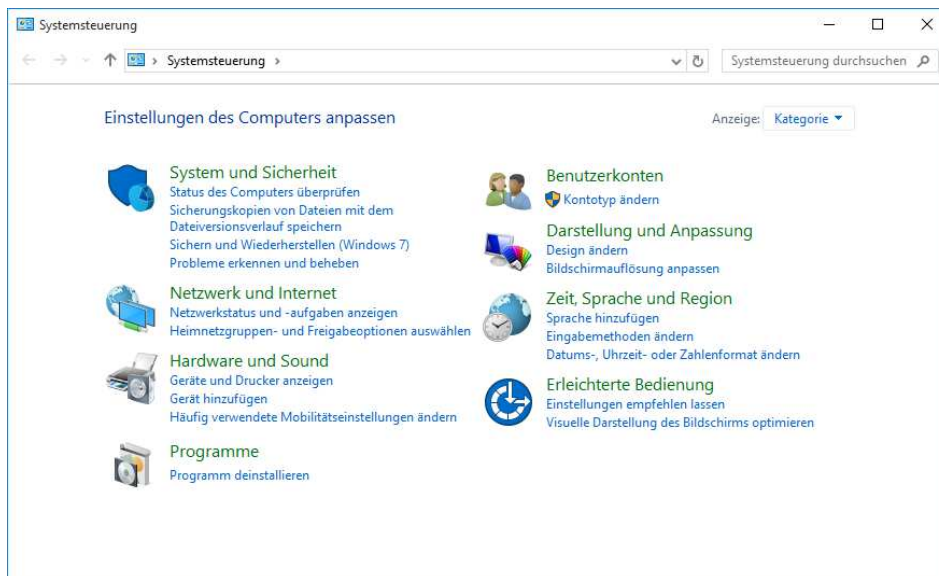 Systemsteuerung
Systemsteuerung
Systemsteuerung durchsuchen
Einstellungen des Computers anpassen
Anzeige: Kategorie
System und Sicherheit
Status des Computers überprüfen
Sicherungskopien von Dateien mit dem
Dateiversionsverlauf speichern
Sichern und Wiederherstellen (Windows 7)
Probleme erkennen und beheben
Netzwerk und Internet
Netzwerkstatus und -aufgaben anzeigen
Heimnetzgruppen- und Freigabeoptionen auswählen
Hardware und Sound
Geräte und Drucker anzeigen
Gerät hinzufügen
Häufig verwendete Mobilitätseinstellungen ändern
Programme
Programm deinstallieren
Benutzerkonten
Kontotyp ändern
Darstellung und Anpassung
Design ändern
Bildschirmauflösung anpassen
Zeit, Sprache und Region
Sprache hinzufügen
Eingabemethoden ändern
Datums-, Uhrzeit- oder Zahlenformat ändern
Erleichterte Bedienung
Einstellungen empfehlen lassen
Visuelle Darstellung des Bildschirms optimieren